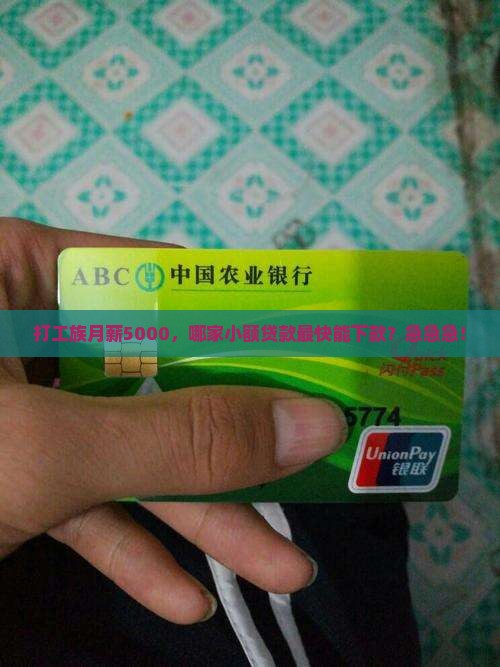 ABC 中国农业银行
打工族月薪5000，哪家小额贷款最快能下款？急急急！
闪付Pass
5774
UnionPay
银联